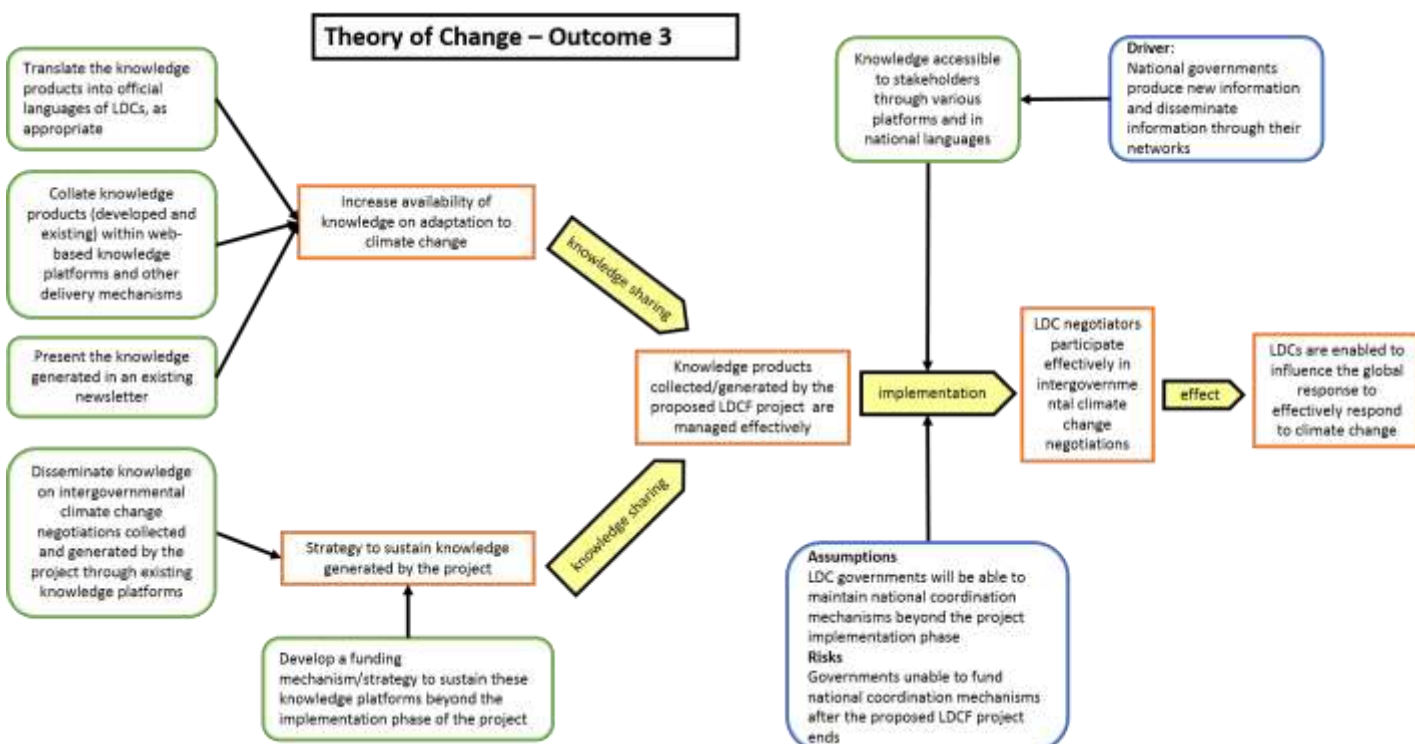 Theory of Change – Outcome 3
Translate the knowledge
products into official
languages of LDCs, as
appropriate
Collate knowledge
products (developed and
existing) within web-
based knowledge
platforms and other
delivery mechanisms
Present the knowledge
generated in an existing
newsletter
Disseminate knowledge
on intergovernmental
climate change
negotiations collected
and generated by the
project through existing
knowledge platforms
Increase availability of
knowledge on adaptation to
climate change
Strategy to sustain knowledge
generated by the project
Develop a funding
mechanism/strategy to sustain these
knowledge platforms beyond the
implementation phase of the project
knowledge sharing
knowledge sharing
Knowledge products
collected/generated by the
proposed LDCF project are
managed effectively
Knowledge accessible
to stakeholders
through various
platforms and in
national languages
Driver:
National governments
produce new information
and disseminate
information through their
networks
implementation
LDC negotiators
participate
effectively in
intergovernme
ntal climate
change
negotiations
effect
LDCs are enabled to
influence the global
response to
effectively respond
to climate change
Assumptions
LDC governments will be able to
maintain national coordination
mechanisms beyond the project
implementation phase
Risks
Governments unable to fund
national coordination mechanisms
after the proposed LDCF project
ends